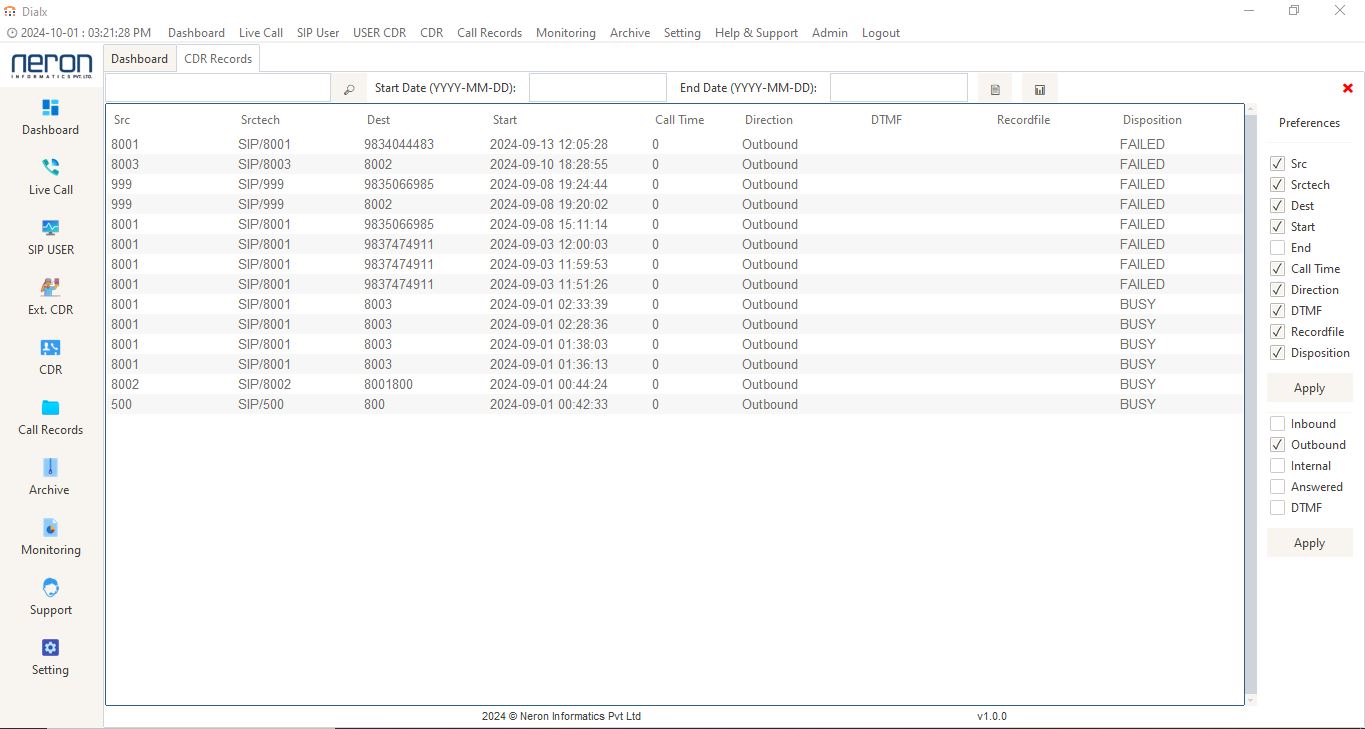 Dialx
2024-10-01 : 03:21:28 PM Dashboard Live Call SIP User USER CDR CDR Call Records Monitoring Archive Setting Help & Support Admin Logout
neron
INFORMATICS PVT. LTD.
Dashboard CDR Records
Start Date (YYYY-MM-DD): End Date (YYYY-MM-DD):
Dashboard
Live Call
SIP USER
Ext. CDR
CDR
Call Records
Archive
Monitoring
Support
Setting
Src Srctech Dest Start Call Time Direction DTMF Recordfile Disposition
8001 SIP/8001 9834044483 2024-09-13 12:05:28 0 Outbound FAILED
8003 SIP/8003 8002 2024-09-10 18:28:55 0 Outbound FAILED
999 SIP/999 9835066985 2024-09-08 19:24:44 0 Outbound FAILED
999 SIP/999 8002 2024-09-08 19:20:02 0 Outbound FAILED
8001 SIP/8001 9835066985 2024-09-08 15:11:14 0 Outbound FAILED
8001 SIP/8001 9837474911 2024-09-03 12:00:03 0 Outbound FAILED
8001 SIP/8001 9837474911 2024-09-03 11:59:53 0 Outbound FAILED
8001 SIP/8001 9837474911 2024-09-03 11:51:26 0 Outbound FAILED
8001 SIP/8001 8003 2024-09-01 02:33:39 0 Outbound BUSY
8001 SIP/8001 8003 2024-09-01 02:28:36 0 Outbound BUSY
8001 SIP/8001 8003 2024-09-01 01:38:03 0 Outbound BUSY
8001 SIP/8001 8003 2024-09-01 01:36:13 0 Outbound BUSY
8002 SIP/8002 8001800 2024-09-01 00:44:24 0 Outbound BUSY
500 SIP/500 800 2024-09-01 00:42:33 0 Outbound BUSY
Preferences
Src
Srctech
Dest
Start
End
Call Time
Direction
DTMF
Recordfile
Disposition
Apply
Inbound
Outbound
Internal
Answered
DTMF
Apply
2024 © Neron Informatics Pvt Ltd v1.0.0